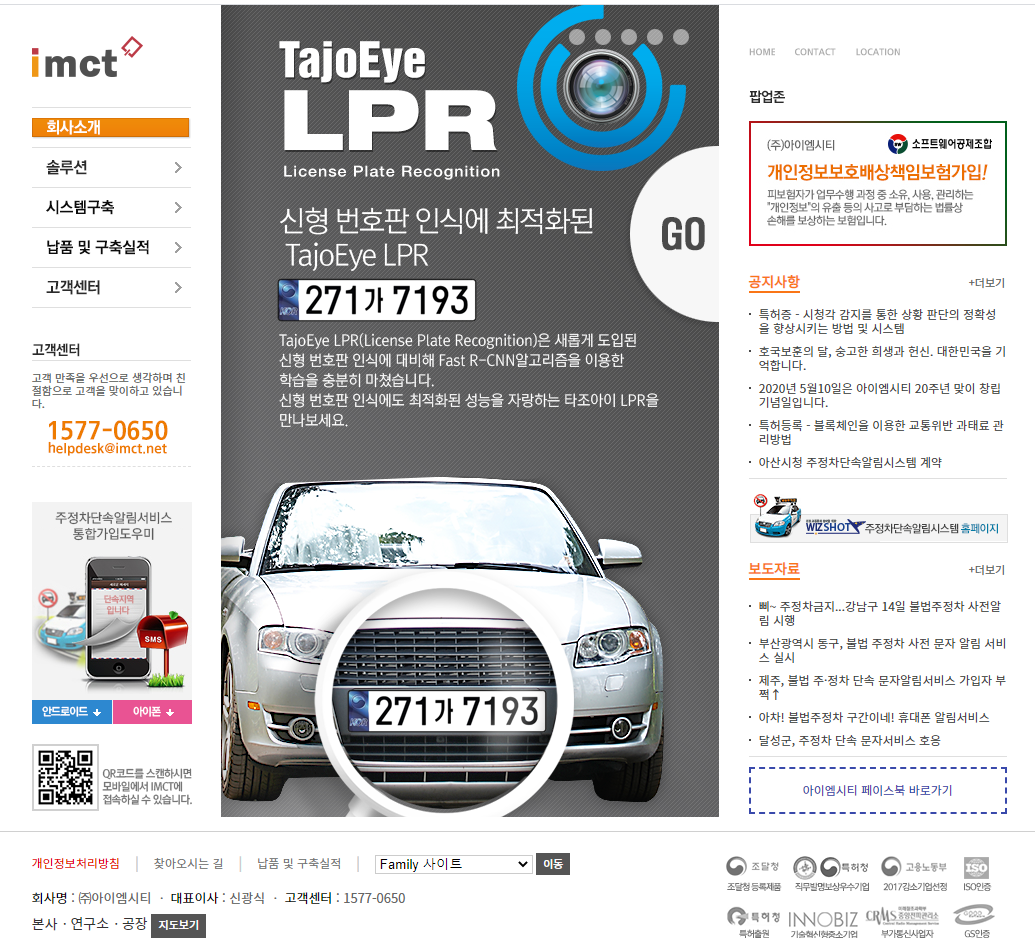 imct
회사소개
솔루션
시스템구축
납품 및 구축실적
고객센터
고객센터
고객 만족을 우선으로 생각하며 친
절함으로 고객을 맞이하고 있습니
다.
1577-0650
helpdesk@imct.net
주정차단속알림서비스
통합가입도우미
단속지역
입니다
SMS
안드로이드
아이폰
QR코드를 스캔하시면
모바일에서 IMCT에
접속하실 수 있습니다.
TajoEye
LPR
License Plate Recognition
GO
신형 번호판 인식에 최적화된
TajoEye LPR
271가 7193
TajoEye LPR(License Plate Recognition)은 새롭게 도입된
신형 번호판 인식에 대비해 Fast R-CNN알고리즘을 이용한
학습을 충분히 마쳤습니다.
신형 번호판 인식에도 최적화된 성능을 자랑하는 타조아이 LPR을
만나보세요.
271가 7193
HOME CONTACT LOCATION
팝업존
(주)아이엠시티 소프트웨어공제조합
개인정보보호배상책임보험가입!
피보험자가 업무수행 과정 중 소유, 사용, 관리하는
"개인정보"의 유출 등의 사고로 부담하는 법률상
손해를 보상하는 보험입니다.
공지사항 +더보기
· 특허증 - 시청각 감지를 통한 상황 판단의 정확성
을 향상시키는 방법 및 시스템
· 호국보훈의 달, 숭고한 희생과 헌신. 대한민국을 기
억합니다.
· 2020년 5월10일은 아이엠시티 20주년 맞이 창립
기념일입니다.
· 특허등록 - 블록체인을 이용한 교통위반 과태료 관
리방법
· 아산시청 주정차단속알림시스템 계약
WIZSHOT 주정차단속알림시스템 홈페이지
보도자료 +더보기
· 삐~ 주정차금지...강남구 14일 불법주정차 사전알
림 시행
· 부산광역시 동구, 불법 주정차 사전 문자 알림 서비
스 실시
· 제주, 불법 주·정차 단속 문자알림서비스 가입자 부
쩍↑
· 아차! 불법주정차 구간이네! 휴대폰 알림서비스
· 달성군, 주정차 단속 문자서비스 호응
아이엠시티 페이스북 바로가기
개인정보처리방침 | 찾아오시는 길 | 납품 및 구축실적 | Family 사이트 이동
회사명 : ㈜아이엠시티 · 대표이사 : 신광식 · 고객센터 : 1577-0650
본사 · 연구소 · 공장 지도보기
조달청 특허청 고용노동부 ISO
조달청 등록제품 직무발명보상우수기업 2017강소기업선정 ISO인증
특허청 INNOBIZ CRMS 중앙전파관리소
특허출원 기술혁신형중소기업 부가통신사업자 GS인증